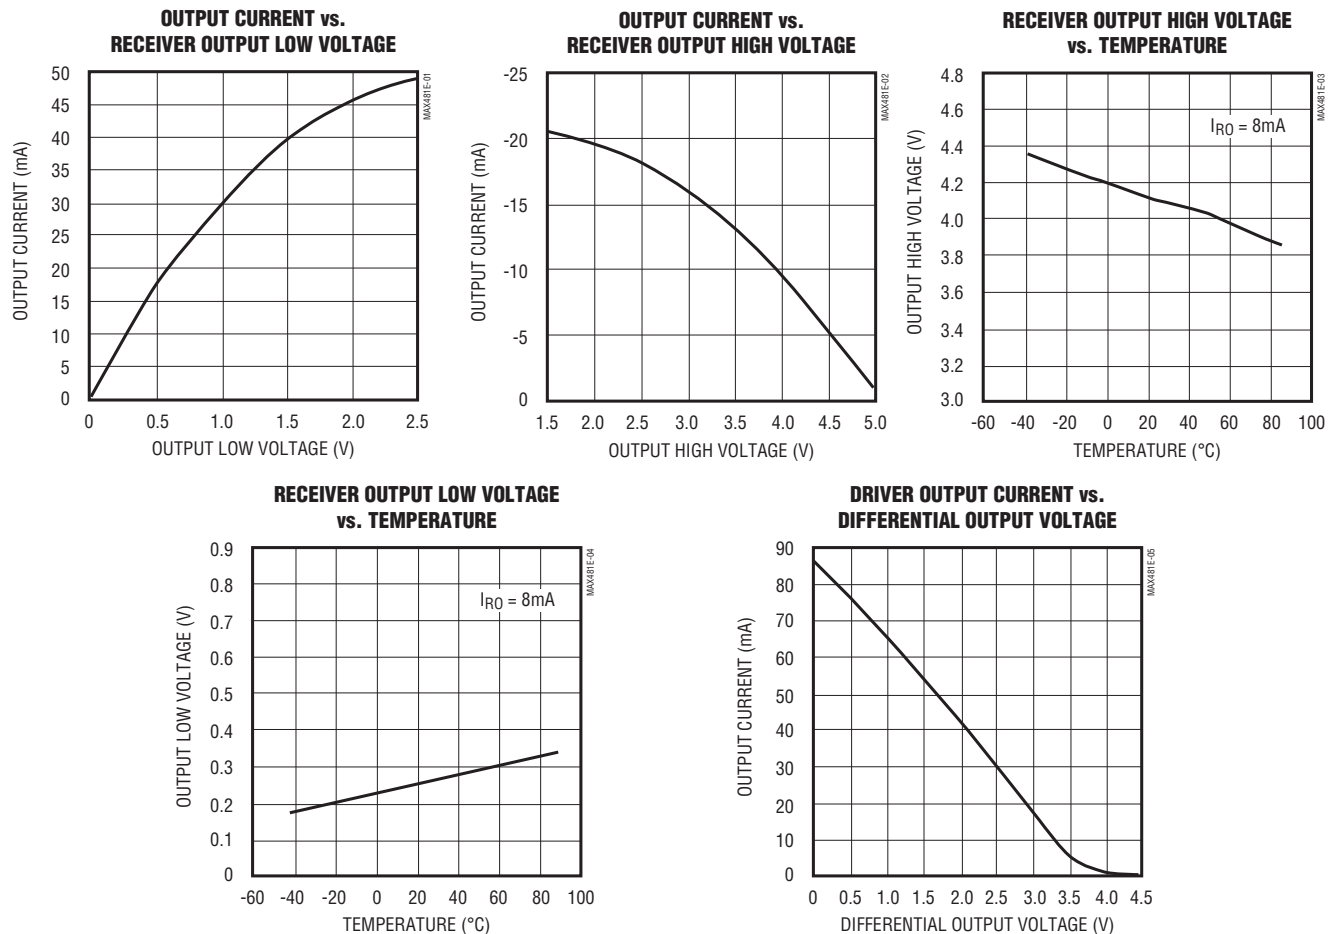 OUTPUT CURRENT vs.
RECEIVER OUTPUT LOW VOLTAGE
50
45
40
35
30
25
20
15
10
5
0
OUTPUT CURRENT (mA)
0 0.5 1.0 1.5 2.0 2.5
OUTPUT LOW VOLTAGE (V)
MAX481E-01
OUTPUT CURRENT vs.
RECEIVER OUTPUT HIGH VOLTAGE
-25
-20
-15
-10
-5
0
OUTPUT CURRENT (mA)
1.5 2.0 2.5 3.0 3.5 4.0 4.5 5.0
OUTPUT HIGH VOLTAGE (V)
MAX481E-02
RECEIVER OUTPUT HIGH VOLTAGE
vs. TEMPERATURE
4.8
4.6
4.4
4.2
4.0
3.8
3.6
3.4
3.2
3.0
OUTPUT HIGH VOLTAGE (V)
IRO = 8mA
-60 -40 -20 0 20 40 60 80 100
TEMPERATURE (°C)
MAX481E-03
RECEIVER OUTPUT LOW VOLTAGE
vs. TEMPERATURE
0.9
0.8
0.7
0.6
0.5
0.4
0.3
0.2
0.1
0
OUTPUT LOW VOLTAGE (V)
IRO = 8mA
-60 -40 -20 0 20 40 60 80 100
TEMPERATURE (°C)
MAX481E-04
DRIVER OUTPUT CURRENT vs.
DIFFERENTIAL OUTPUT VOLTAGE
90
80
70
60
50
40
30
20
10
0
OUTPUT CURRENT (mA)
0 0.5 1.0 1.5 2.0 2.5 3.0 3.5 4.0 4.5
DIFFERENTIAL OUTPUT VOLTAGE (V)
MAX481E-05